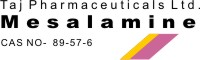 Taj Pharmaceuticals Ltd.
Mesalamine
CAS NO- 89-57-6